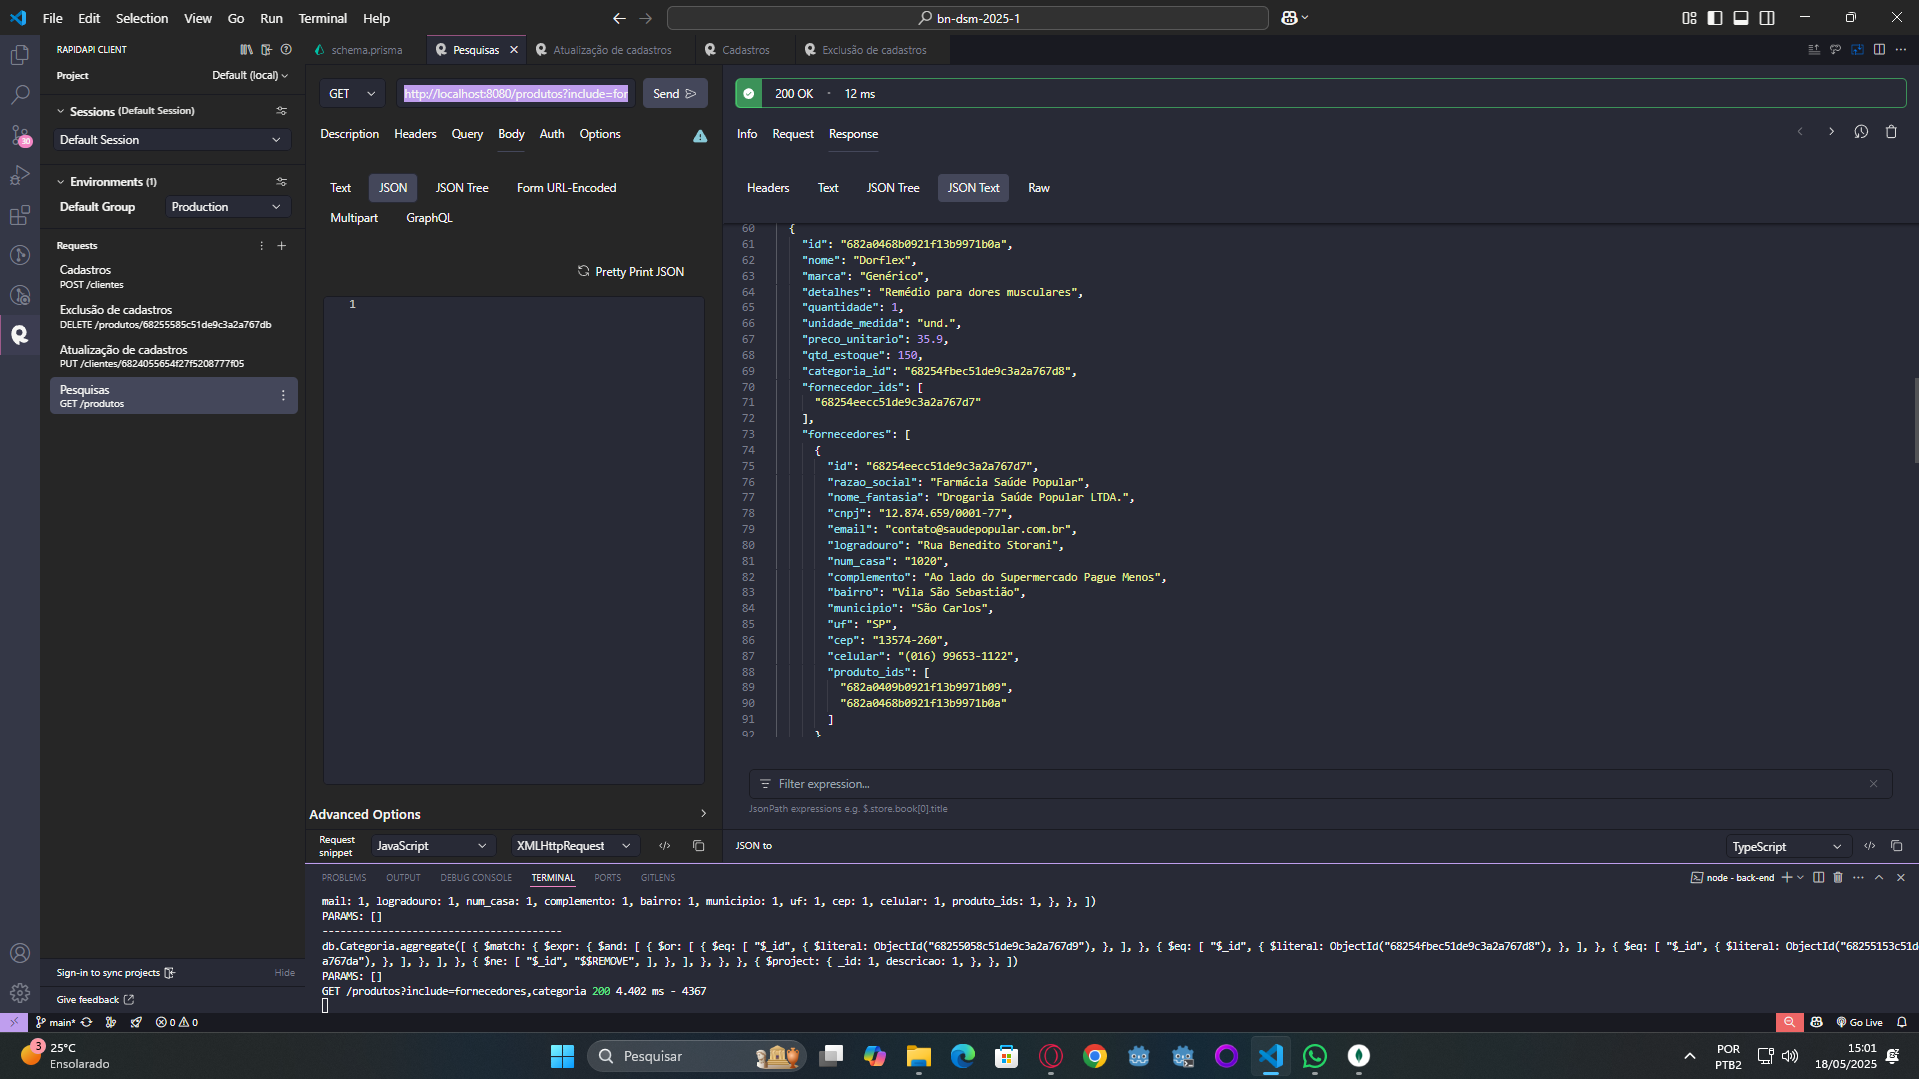 File Edit Selection View Go Run Terminal Help
bn-dsm-2025-1
RAPIDAPI CLIENT
schema.prisma
Pesquisas
Atualização de cadastros
Cadastros
Exclusão de cadastros
Project
Default (local)
Sessions (Default Session)
Default Session
Environments (1)
Default Group
Production
Requests
Cadastros
POST /clientes
Exclusão de cadastros
DELETE /produtos/68255585c51de9c3a2a767db
Atualização de cadastros
PUT /clientes/6824055654f27f5208777f05
Pesquisas
GET /produtos
Sign-in to sync projects
Hide
Give feedback
GET
http://localhost:8080/produtos?include=for
Send
Description Headers Query Body Auth Options
Text JSON JSON Tree Form URL-Encoded
Multipart GraphQL
Pretty Print JSON
1
Advanced Options
Request snippet
JavaScript
XMLHttpRequest
200 OK · 12 ms
Info Request Response
Headers Text JSON Tree JSON Text Raw
60 {
61 "id": "682a0468b0921f13b9971b0a",
62 "nome": "Dorflex",
63 "marca": "Genérico",
64 "detalhes": "Remédio para dores musculares",
65 "quantidade": 1,
66 "unidade_medida": "und.",
67 "preco_unitario": 35.9,
68 "qtd_estoque": 150,
69 "categoria_id": "68254fbec51de9c3a2a767d8",
70 "fornecedor_ids": [
71 "68254eecc51de9c3a2a767d7"
72 ],
73 "fornecedores": [
74 {
75 "id": "68254eecc51de9c3a2a767d7",
76 "razao_social": "Farmácia Saúde Popular",
77 "nome_fantasia": "Drogaria Saúde Popular LTDA.",
78 "cnpj": "12.874.659/0001-77",
79 "email": "contato@saudepopular.com.br",
80 "logradouro": "Rua Benedito Storani",
81 "num_casa": "1020",
82 "complemento": "Ao lado do Supermercado Pague Menos",
83 "bairro": "Vila São Sebastião",
84 "municipio": "São Carlos",
85 "uf": "SP",
86 "cep": "13574-260",
87 "celular": "(016) 99653-1122",
88 "produto_ids": [
89 "682a0409b0921f13b9971b09",
90 "682a0468b0921f13b9971b0a"
91 ]
92 }
Filter expression...
JsonPath expressions e.g. $.store.book[0].title
JSON to
TypeScript
PROBLEMS OUTPUT DEBUG CONSOLE TERMINAL PORTS GITLENS
node - back-end
mail: 1, logradouro: 1, num_casa: 1, complemento: 1, bairro: 1, municipio: 1, uf: 1, cep: 1, celular: 1, produto_ids: 1, }, }, ])
PARAMS: []
----------------------------------------
db.Categoria.aggregate([ { $match: { $expr: { $and: [ { $or: [ { $eq: [ "$_id", { $literal: ObjectId("68255058c51de9c3a2a767d9"), }, ], }, { $eq: [ "$_id", { $literal: ObjectId("68254fbec51de9c3a2a767d8"), }, ], }, { $eq: [ "$_id", { $literal: ObjectId("68255153c51d
a767da"), }, ], }, ], }, { $ne: [ "$_id", "$$REMOVE", ], }, ], }, }, }, { $project: { _id: 1, descricao: 1, }, }, ])
PARAMS: []
GET /produtos?include=fornecedores,categoria 200 4.402 ms - 4367
main*
0 0
Go Live
30
3
25°C
Ensolarado
Pesquisar
POR
PTB2
15:01
18/05/2025